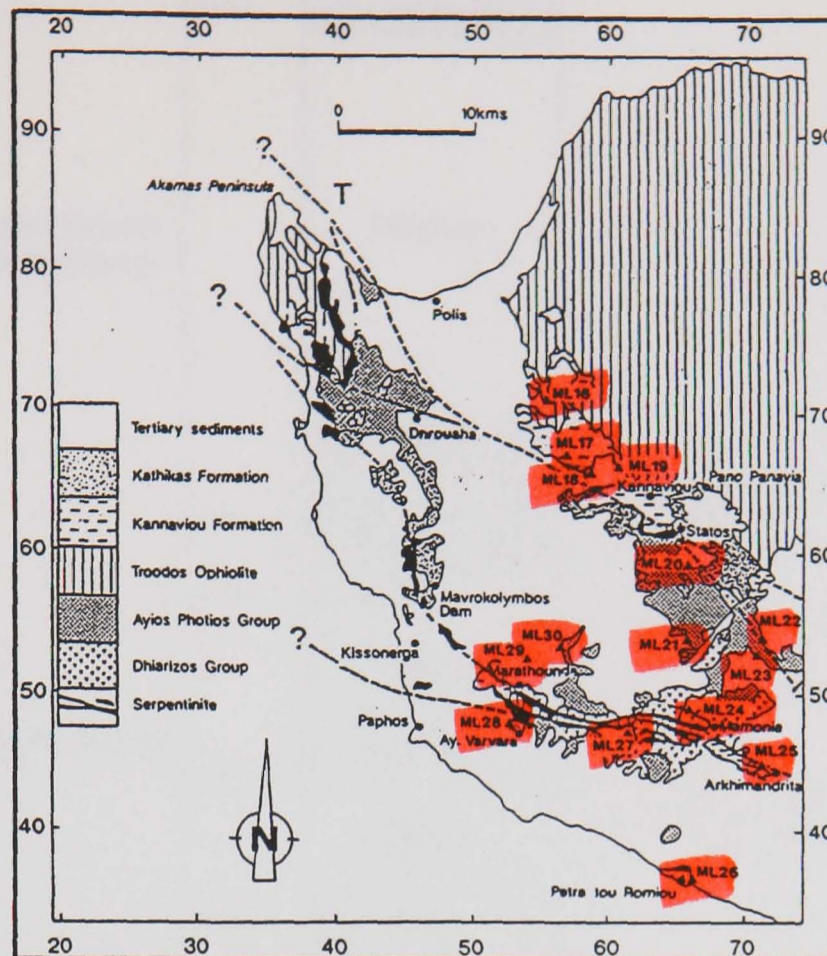 20 30 40 50 60 70
0 10kms
90 90
?
T
Akamas Peninsula
80 80
?
Polis
70 70
ML16
Drousha
ML17
ML19
Pano Panayia
ML18
Kannaviou
Tertiary sediments
Kathikas Formation
Kannaviou Formation
Troodos Ophiolite
Ayios Photios Group
Dhiarizos Group
Serpentinite
Statos
60 60
ML20
Mavrokolymbos
Dam
ML22
ML30
ML21
?
Kissonerga
ML29
Marathounda
ML23
50 50
ML24
Mamonia
Paphos
ML28
Ay. Varvara
ML27
ML25
Arkhimandrita
40 40
N
ML26
Petra tou Romiou
20 30 40 50 60 70